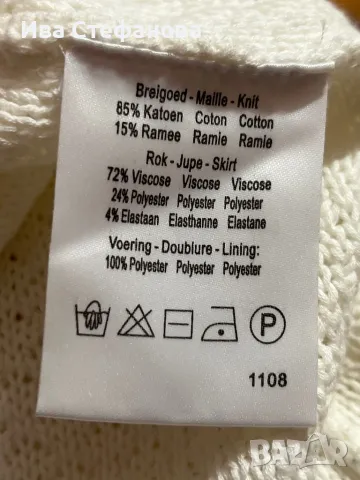 Ива Стефанова
Breigoed - Maille - Knit
85% Katoen Coton Cotton
15% Ramee Ramie Ramie
Rok - Jupe - Skirt
72% Viscose Viscose Viscose
24% Polyester Polyester Polyester
4% Elastaan Elasthanne Elastane
Voering - Doublure - Lining:
100% Polyester Polyester Polyester
P
1108
BAZAR